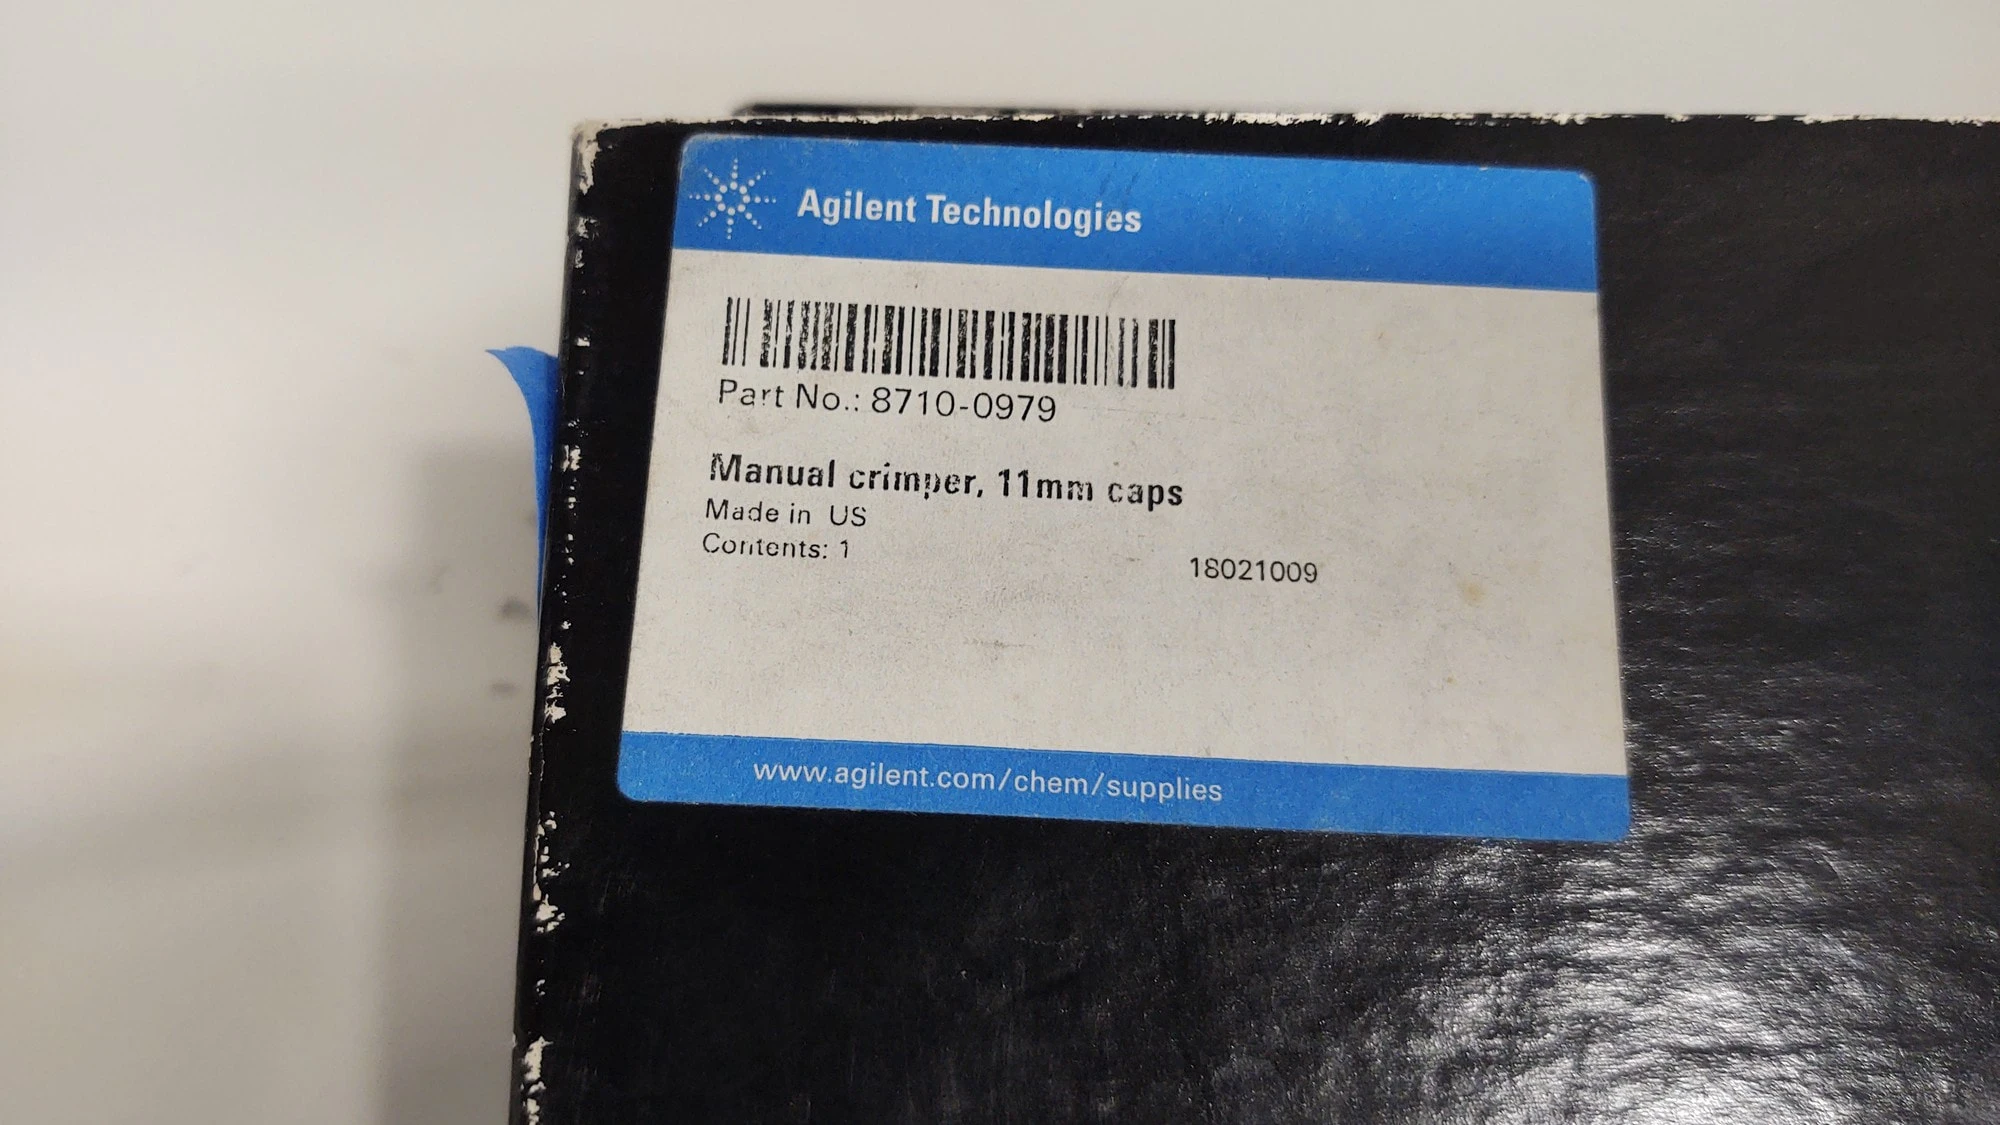 Agilent Technologies
Part No.: 8710-0979
Manual crimper, 11mm caps
Made in US
Contents: 1
18021009
www.agilent.com/chem/supplies